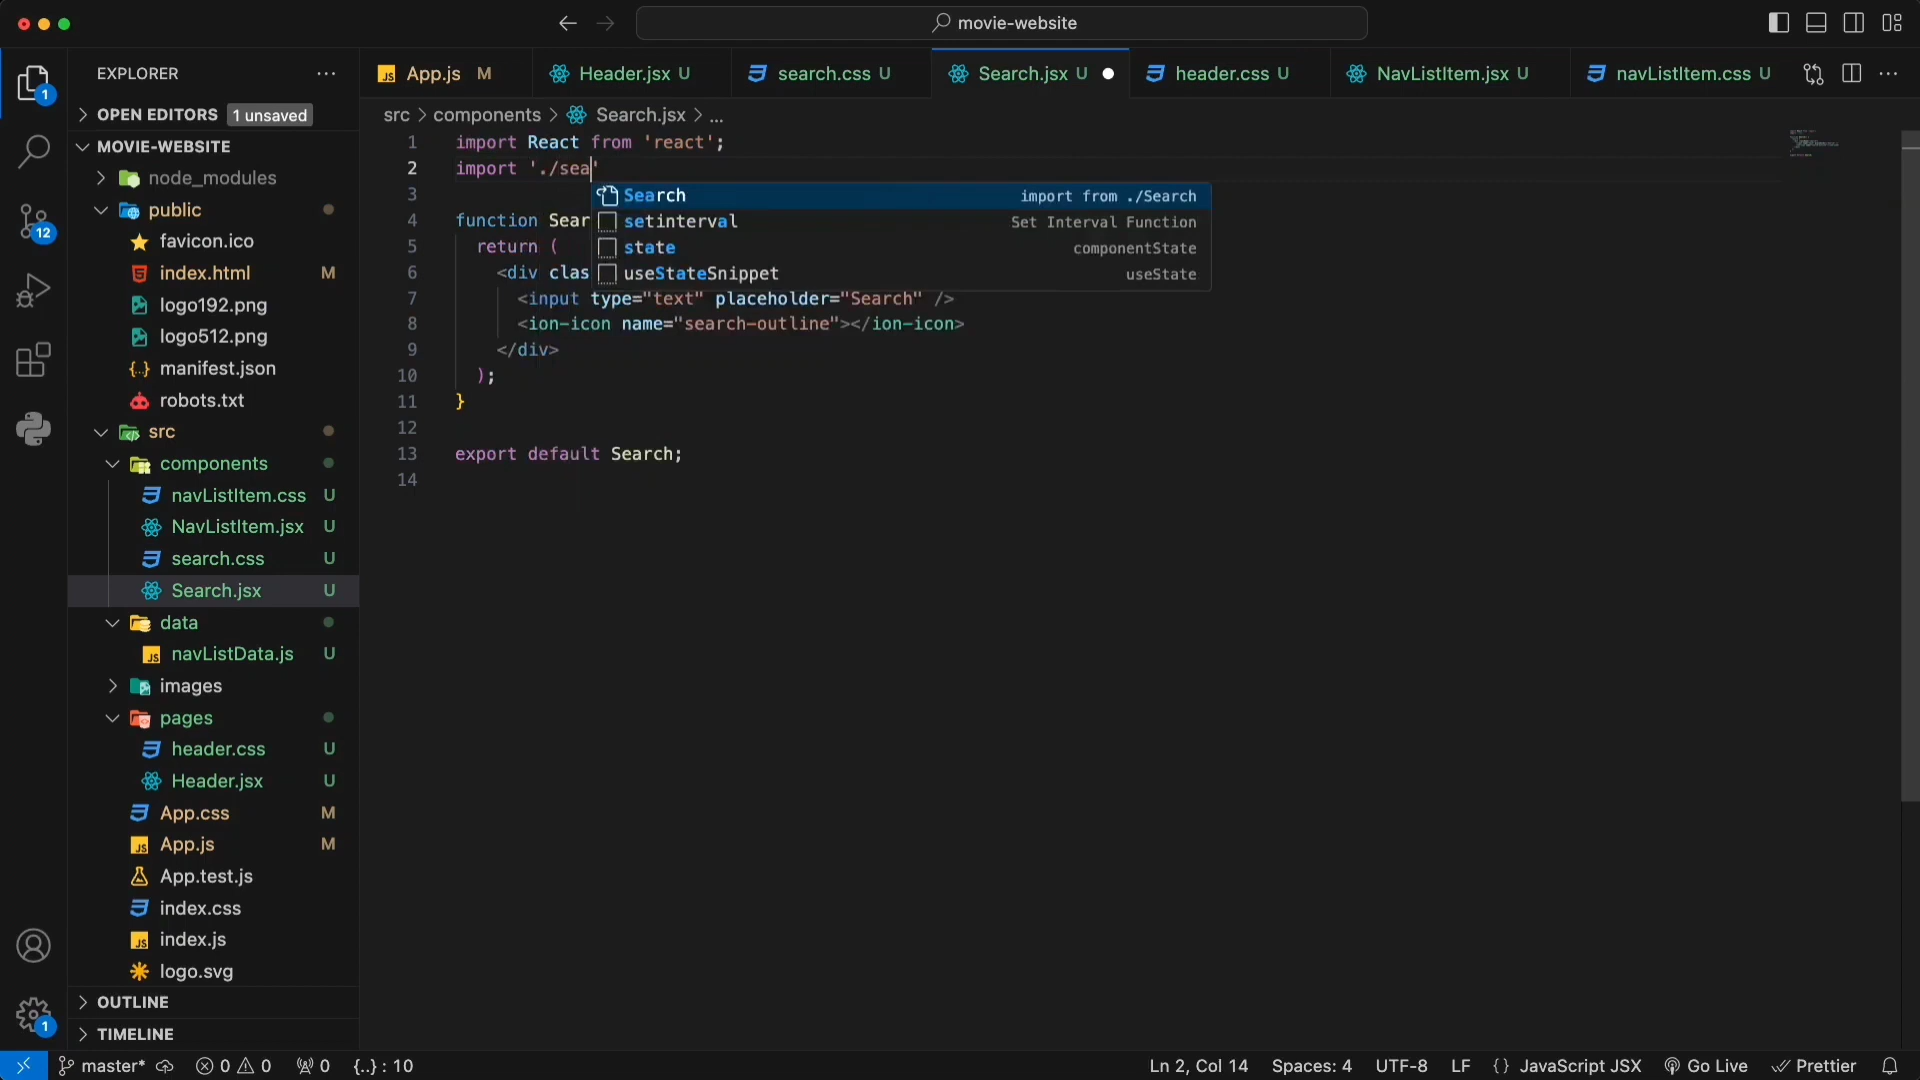 movie-website
EXPLORER
App.js M
Header.jsx U
search.css U
Search.jsx U
header.css U
NavListItem.jsx U
navListItem.css U
1
OPEN EDITORS 1 unsaved
src > components > Search.jsx > ...
MOVIE-WEBSITE
node_modules
public
favicon.ico
index.html M
logo192.png
logo512.png
manifest.json
robots.txt
src
components
navListItem.css U
NavListItem.jsx U
search.css U
Search.jsx U
data
navListData.js U
images
pages
header.css U
Header.jsx U
App.css M
App.js M
App.test.js
index.css
index.js
logo.svg
OUTLINE
TIMELINE
12
1
1 import React from 'react';
2 import './sea'
3
4 function Sear
5 return (
6 <div clas
7 <input type="text" placeholder="Search" />
8 <ion-icon name="search-outline"></ion-icon>
9 </div>
10 );
11 }
12
13 export default Search;
14
Search import from ./Search
setinterval Set Interval Function
state componentState
useStateSnippet useState
master* 0 0 0 {..} : 10 Ln 2, Col 14 Spaces: 4 UTF-8 LF {} JavaScript JSX Go Live Prettier